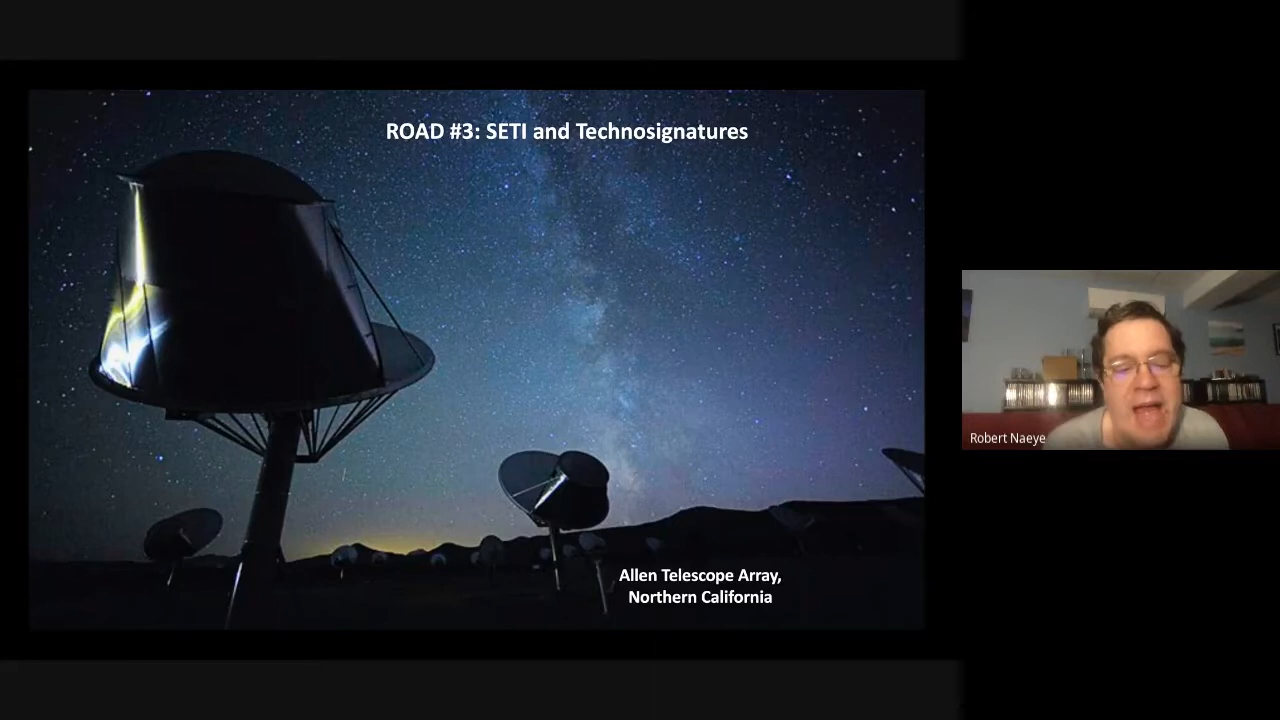 ROAD #3: SETI and Technosignatures
Allen Telescope Array,
Northern California
Robert Naeye